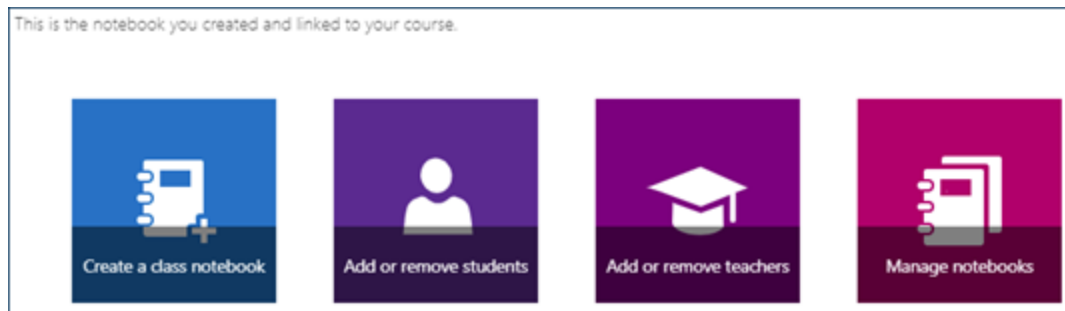 This is the notebook you created and linked to your course.
Create a class notebook
Add or remove students
Add or remove teachers
Manage notebooks